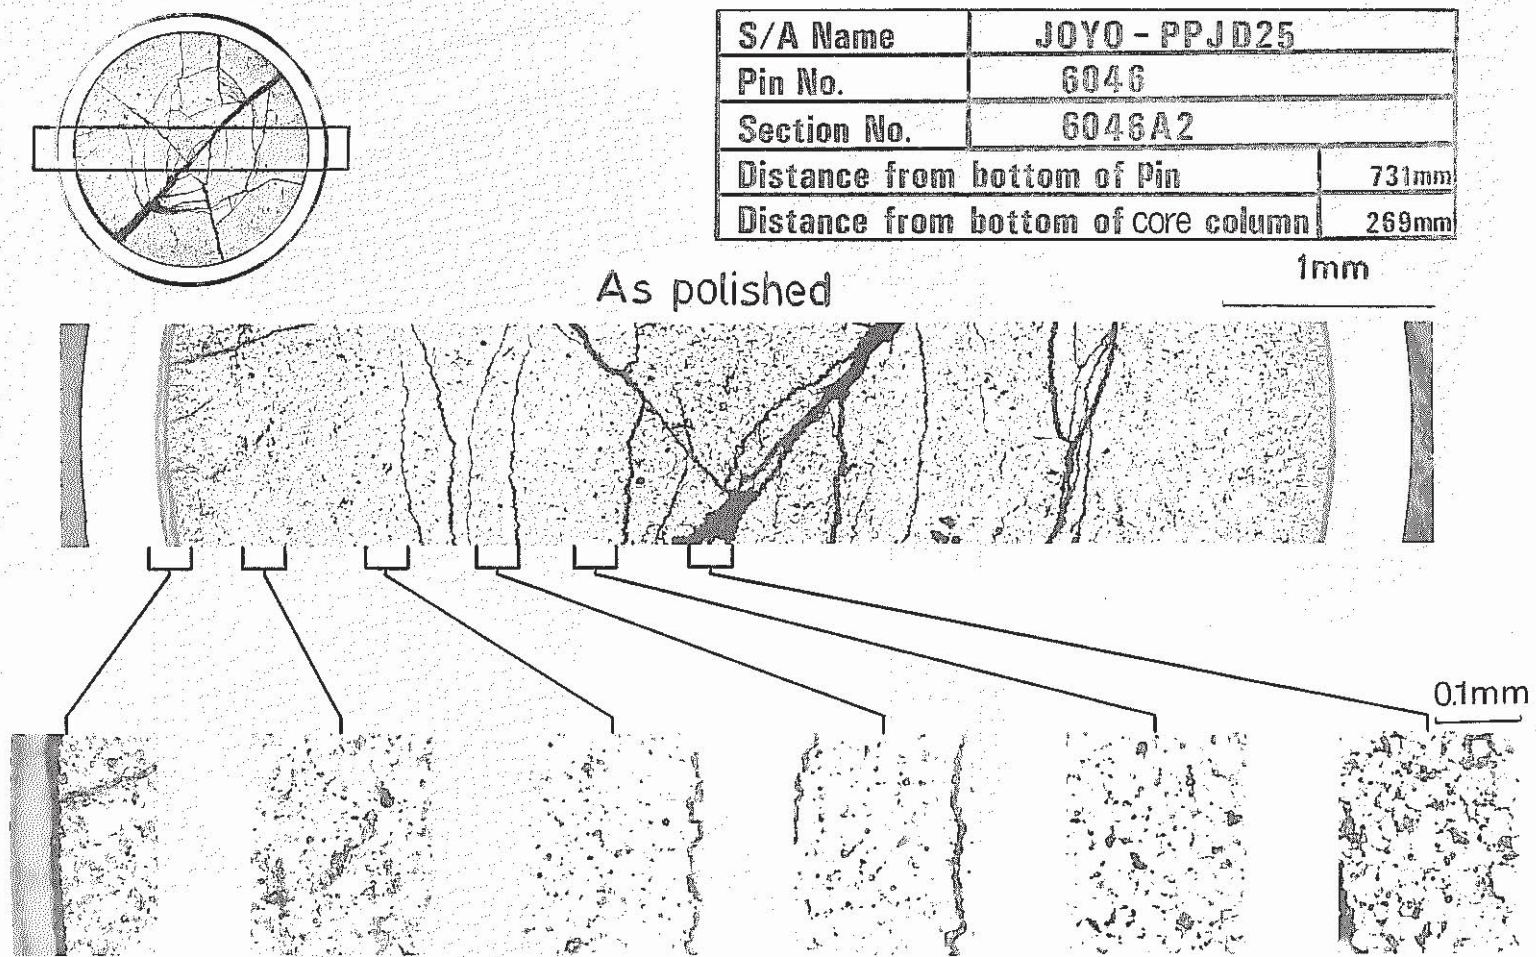 S/A Name JOYO-PPJD25
Pin No. 6046
Section No. 6046A2
Distance from bottom of Pin 731mm
Distance from bottom of core column 269mm
1mm
As polished
0.1mm